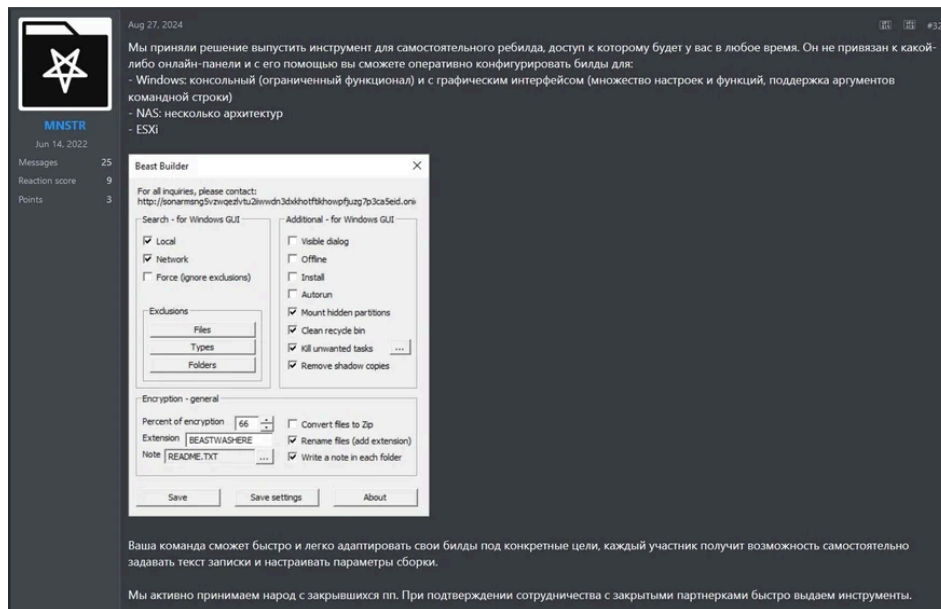 Aug 27, 2024
#32
MNSTR
Jun 14, 2022
Messages 25
Reaction score 9
Points 3
Мы приняли решение выпустить инструмент для самостоятельного ребилда, доступ к которому будет у вас в любое время. Он не привязан к какой-
либо онлайн-панели и с его помощью вы сможете оперативно конфигурировать билды для:
- Windows: консольный (ограниченный функционал) и с графическим интерфейсом (множество настроек и функций, поддержка аргументов
командной строки)
- NAS: несколько архитектур
- ESXi
Beast Builder
For all inquiries, please contact:
Search - for Windows GUI
Local
Network
Force (ignore exclusions)
Exclusions
Files
Types
Folders
Additional - for Windows GUI
Visible dialog
Offline
Install
Autorun
Mount hidden partitions
Clean recycle bin
Kill unwanted tasks ...
Remove shadow copies
Encryption - general
Percent of encryption 66
Extension BEASTWASHERE
Note README.TXT ...
Convert files to Zip
Rename files (add extension)
Write a note in each folder
Save Save settings About
Ваша команда сможет быстро и легко адаптировать свои билды под конкретные цели, каждый участник получит возможность самостоятельно
задавать текст записки и настраивать параметры сборки.
Мы активно принимаем народ с закрывшихся пп. При подтверждении сотрудничества с закрытыми партнерками быстро выдаем инструменты.